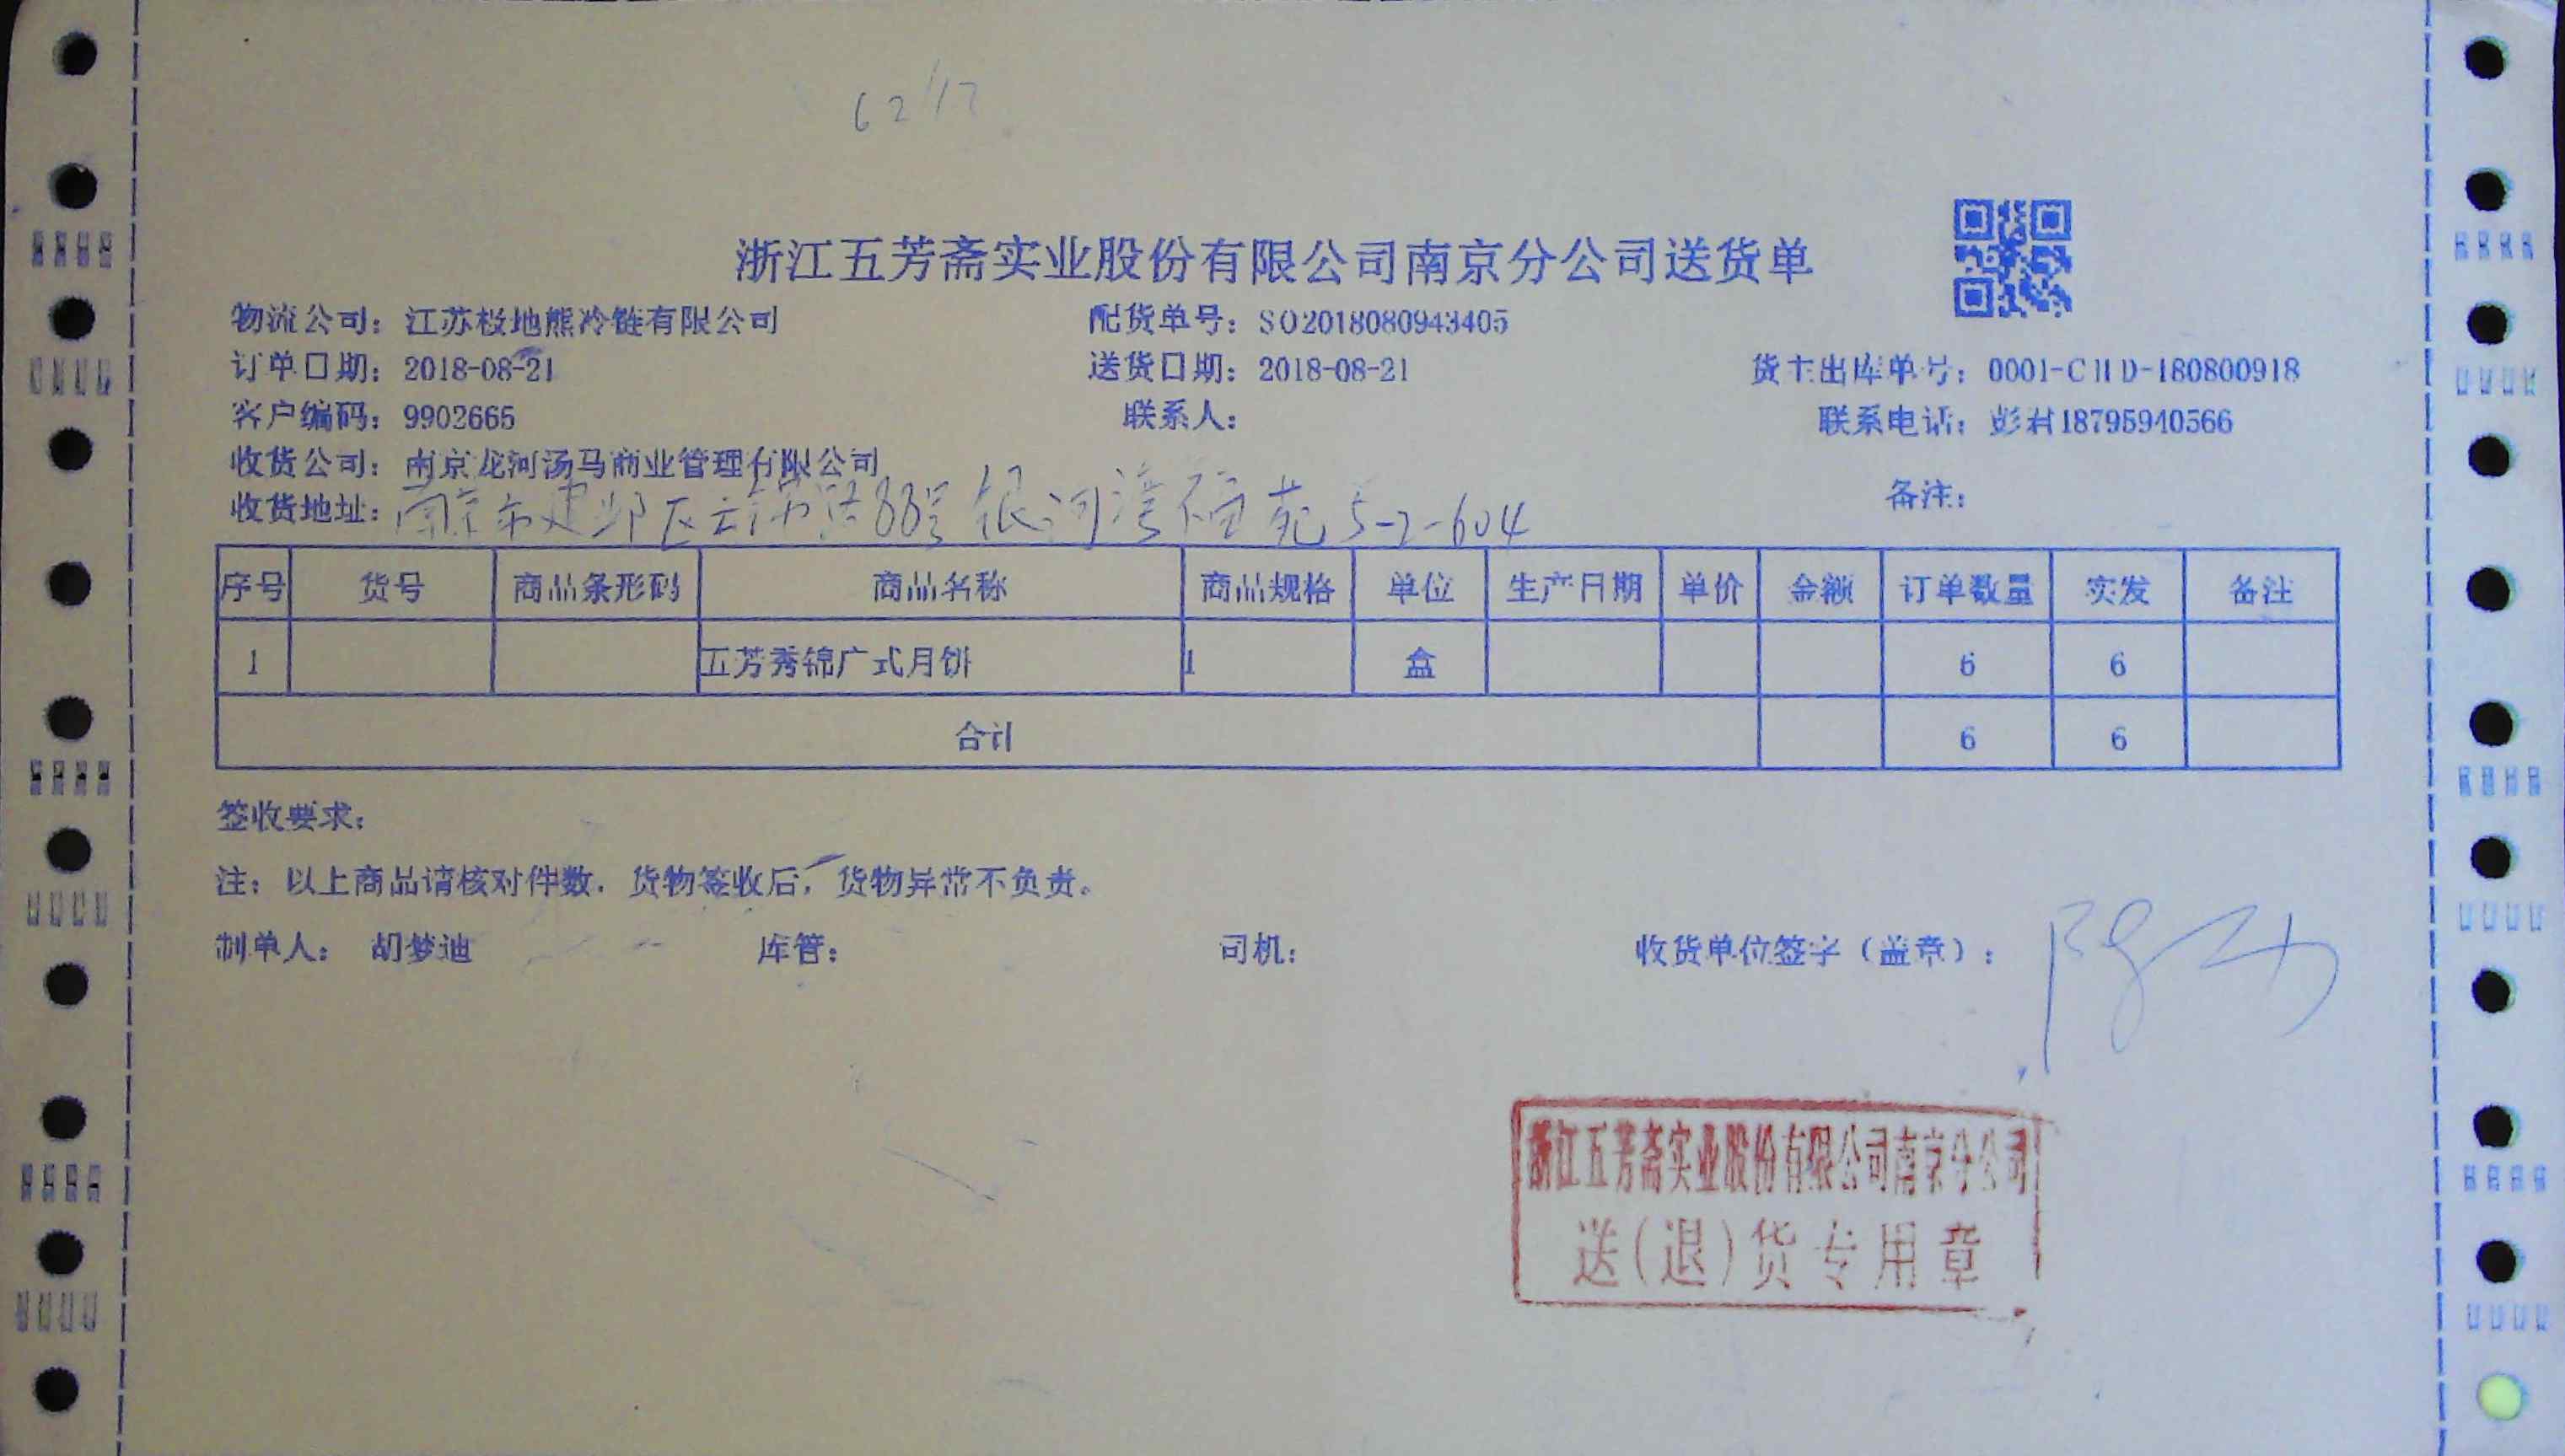 6217
浙江五芳斋实业股份有限公司南京分公司送货单
物流公司：江苏极地熊冷链有限公司 配货单号：SO2018080943405
订单日期：2018-08-21 送货日期：2018-08-21 货主出库单号：0001-CHD-180800918
客户编码：9902665 联系人： 联系电话：彭君18795940566
收货公司：南京龙河汤马商业管理有限公司
收货地址：南京市建邺区云锦路88号银河湾福苑5-2-604 备注：
序号 货号 商品条形码 商品名称 商品规格 单位 生产日期 单价 金额 订单数量 实发 备注
1 五芳秀锦广式月饼 1 盒 6 6
合计 6 6
签收要求：
注：以上商品请核对件数，货物签收后，货物异常不负责。
制单人：胡梦迪 库管： 司机： 收货单位签字（盖章）：
浙江五芳斋实业股份有限公司南京分公司
送(退)货专用章